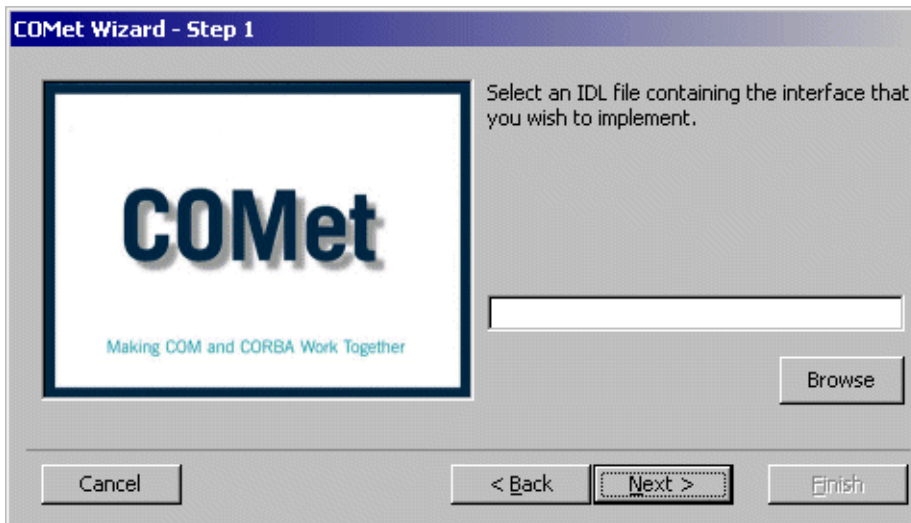 COMet Wizard - Step 1
Select an IDL file containing the interface that
you wish to implement.
COMet
Making COM and CORBA Work Together
Browse
Cancel
< Back
Next >
Finish